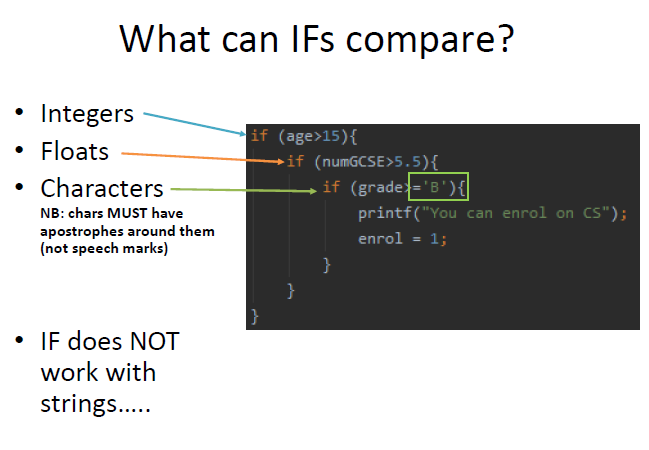 What can IFs compare?
• Integers
• Floats
• Characters
NB: chars MUST have
apostrophes around them
(not speech marks)
if (age>15){
if (numGCSE>5.5){
if (grade>='B'){
printf("You can enrol on CS");
enrol = 1;
}
}
}
• IF does NOT
work with
strings.....